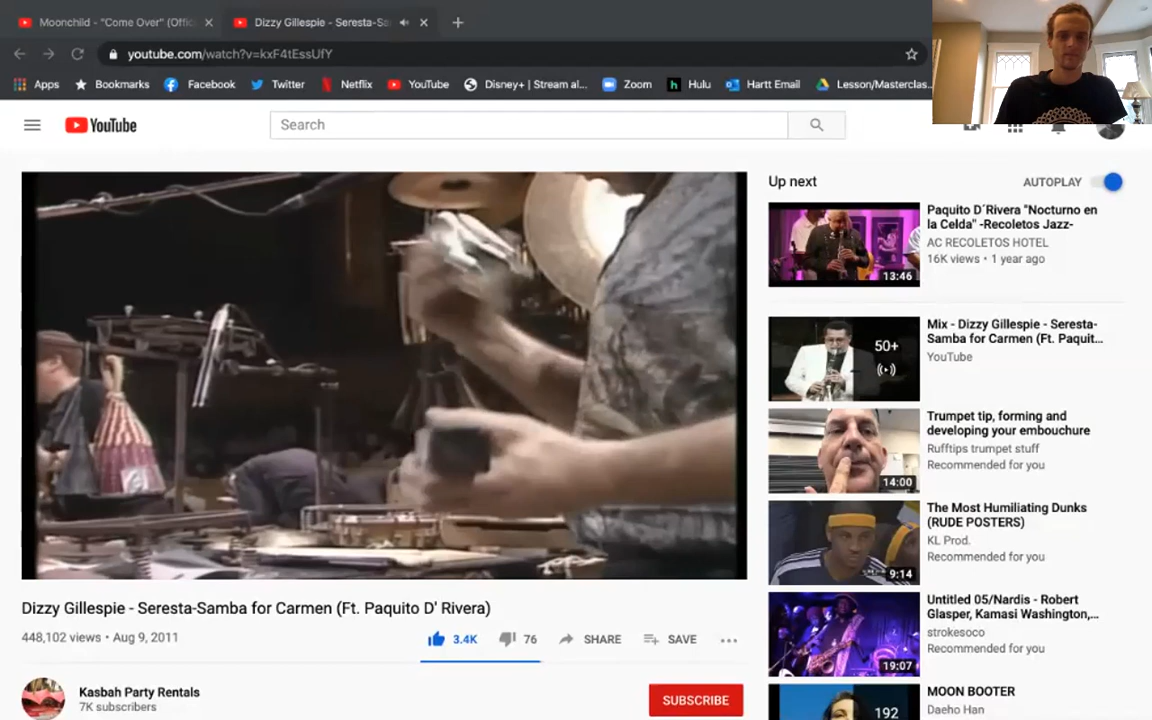 Moonchild - "Come Over" (Offic
Dizzy Gillespie - Seresta-Sa
youtube.com/watch?v=kxF4tEssUfY
Apps
Bookmarks
Facebook
Twitter
Netflix
YouTube
Disney+ | Stream al...
Zoom
Hulu
Hartt Email
Lesson/Masterclas...
YouTube
Search
Up next
AUTOPLAY
Paquito D´Rivera "Nocturno en
la Celda" -Recoletos Jazz-
AC RECOLETOS HOTEL
16K views • 1 year ago
13:46
Mix - Dizzy Gillespie - Seresta-
Samba for Carmen (Ft. Paquit...
YouTube
50+
Trumpet tip, forming and
developing your embouchure
Rufftips trumpet stuff
Recommended for you
14:00
The Most Humiliating Dunks
(RUDE POSTERS)
KL Prod.
Recommended for you
9:14
Untitled 05/Nardis - Robert
Glasper, Kamasi Washington,...
strokesoco
Recommended for you
19:07
MOON BOOTER
Daeho Han
192
Dizzy Gillespie - Seresta-Samba for Carmen (Ft. Paquito D' Rivera)
448,102 views • Aug 9, 2011
3.4K
76
SHARE
SAVE
Kasbah Party Rentals
7K subscribers
SUBSCRIBE